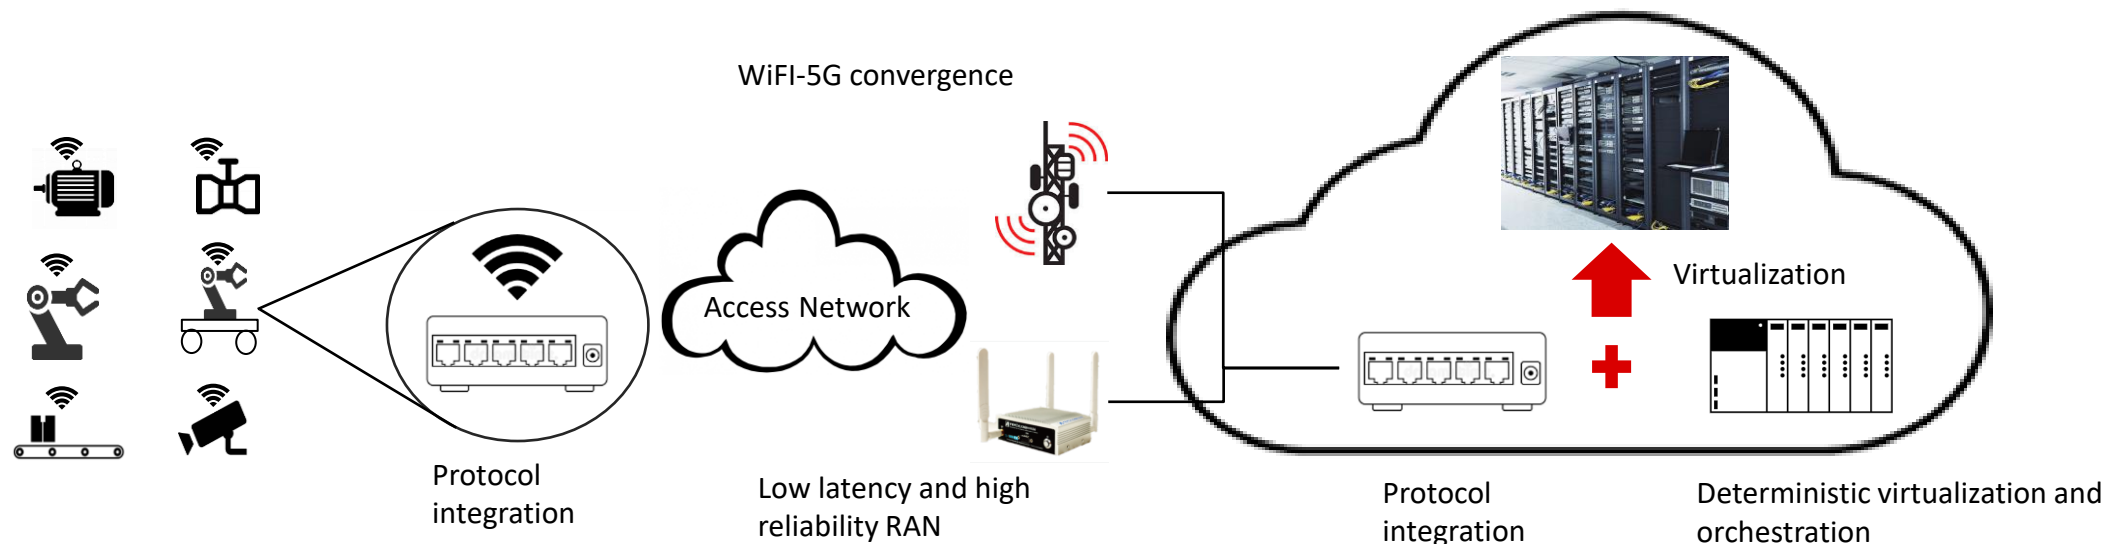 WiFI-5G convergence
Access Network
Virtualization
Protocol
integration
Low latency and high
reliability RAN
Protocol
integration
Deterministic virtualization and
orchestration